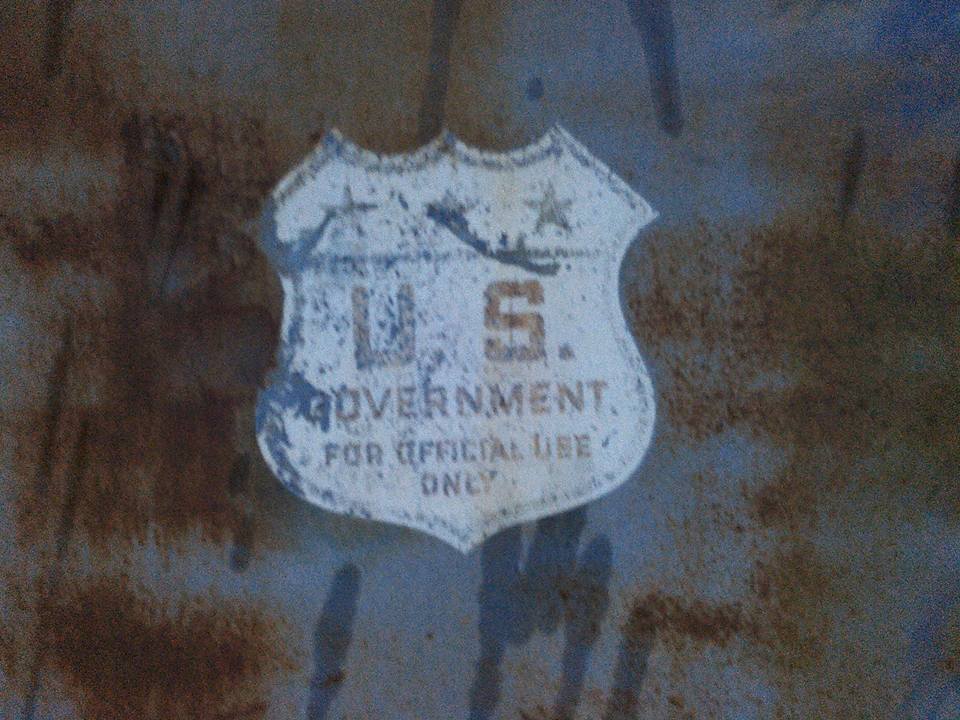 U S.
GOVERNMENT
FOR OFFICIAL USE
ONLY